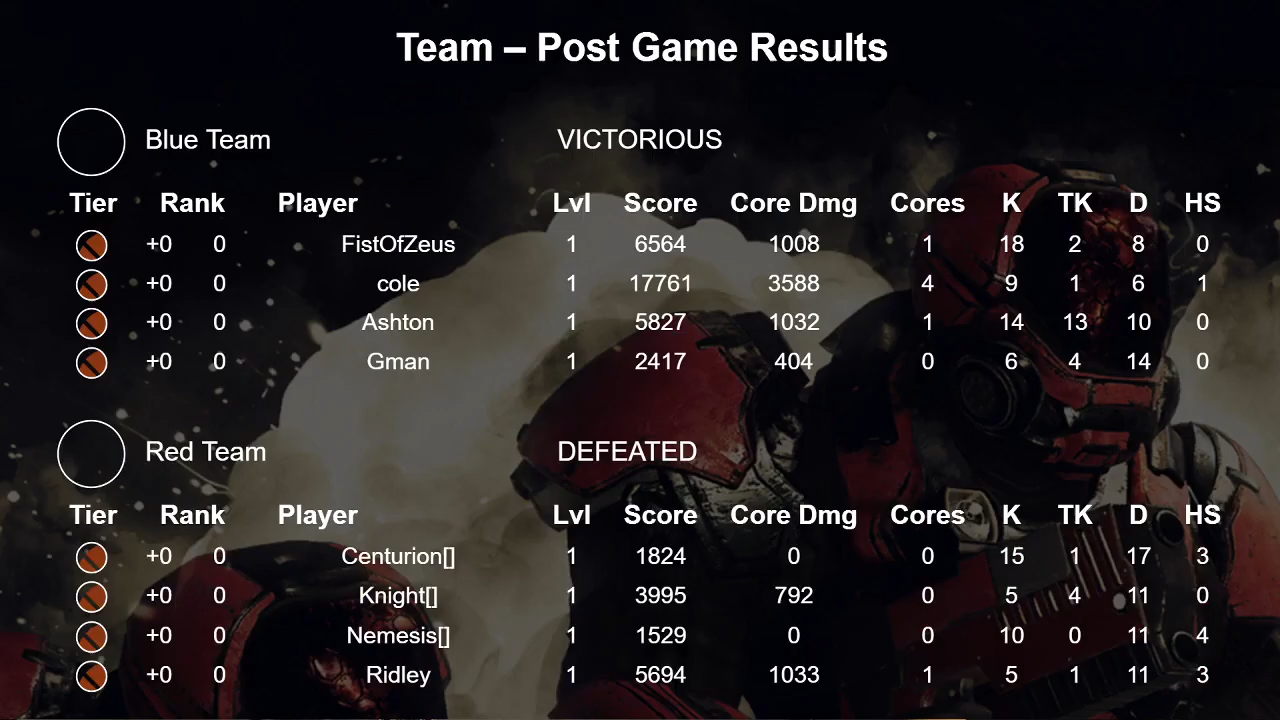 Team – Post Game Results
Blue Team VICTORIOUS
Tier Rank Player Lvl Score Core Dmg Cores K TK D HS
+0 0 FistOfZeus 1 6564 1008 1 18 2 8 0
+0 0 cole 1 17761 3588 4 9 1 6 1
+0 0 Ashton 1 5827 1032 1 14 13 10 0
+0 0 Gman 1 2417 404 0 6 4 14 0
Red Team DEFEATED
Tier Rank Player Lvl Score Core Dmg Cores K TK D HS
+0 0 Centurion[] 1 1824 0 0 15 1 17 3
+0 0 Knight[] 1 3995 792 0 5 4 11 0
+0 0 Nemesis[] 1 1529 0 0 10 0 11 4
+0 0 Ridley 1 5694 1033 1 5 1 11 3